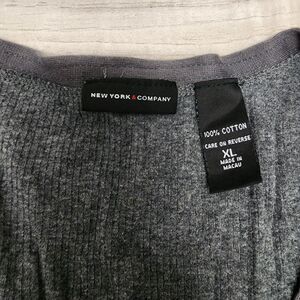 NEW YORK & COMPANY
100% COTTON
CARE ON REVERSE
XL
MADE IN
MACAU